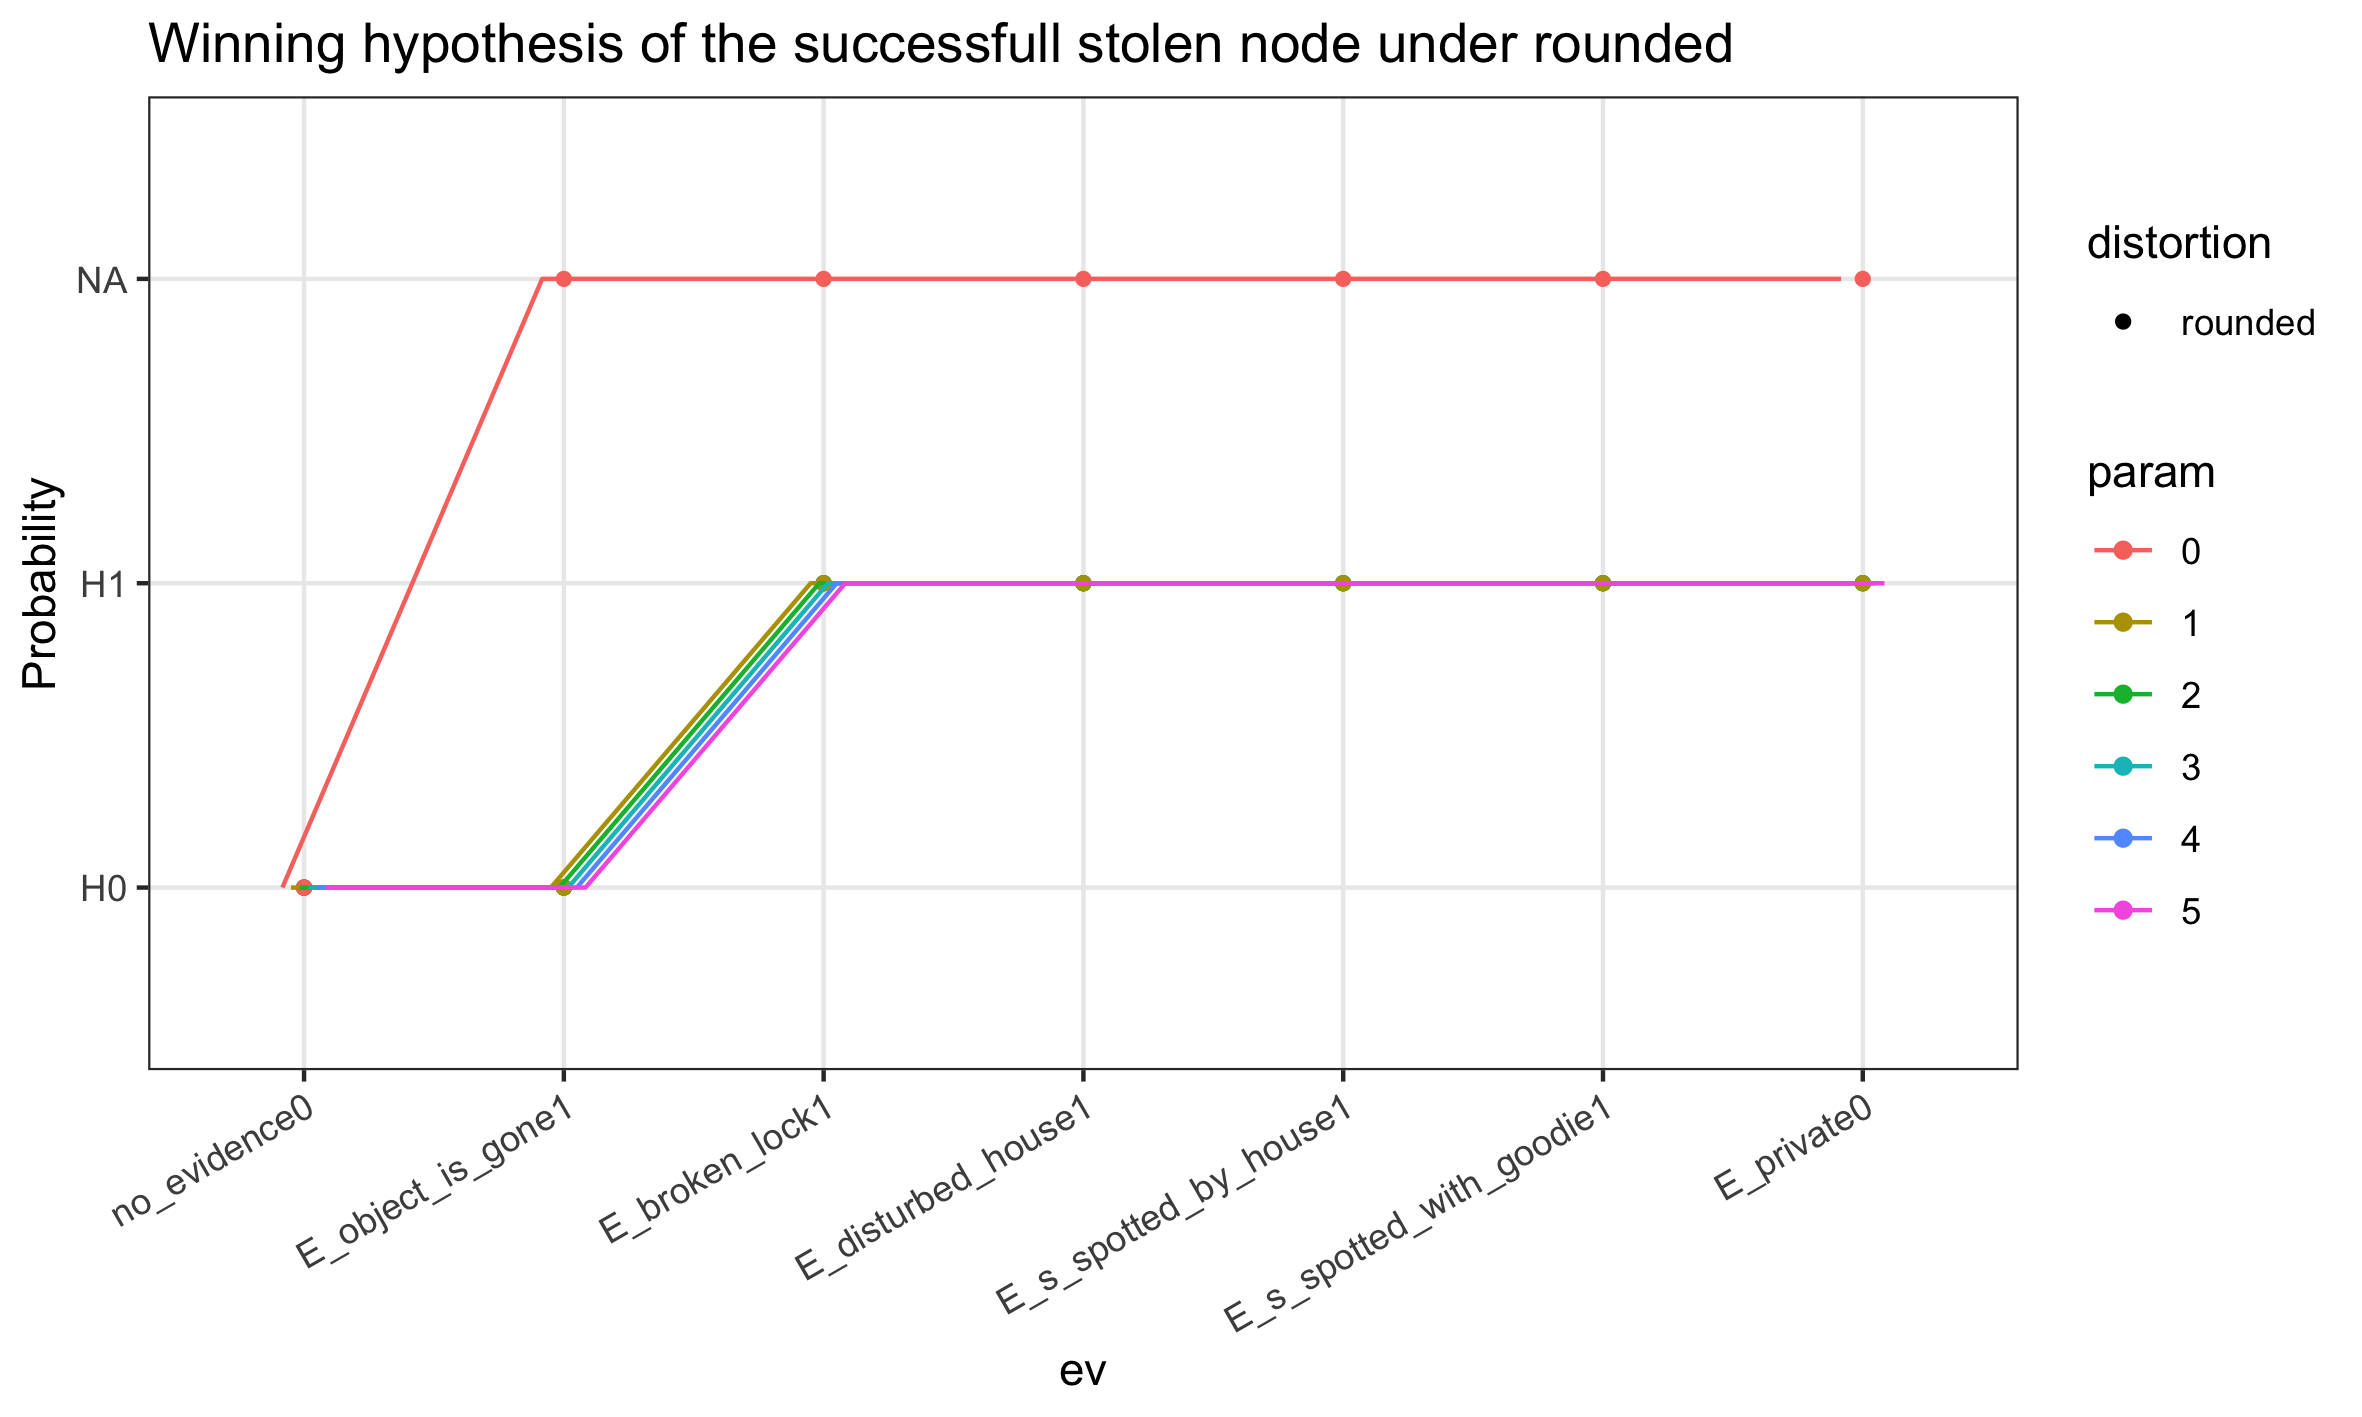 Winning hypothesis of the successfull stolen node under rounded
Probability
NA
H1
H0
no_evidence0
E_object_is_gone1
E_broken_lock1
E_disturbed_house1
E_s_spotted_by_house1
E_s_spotted_with_goodie1
E_private0
ev
distortion
rounded
param
0
1
2
3
4
5